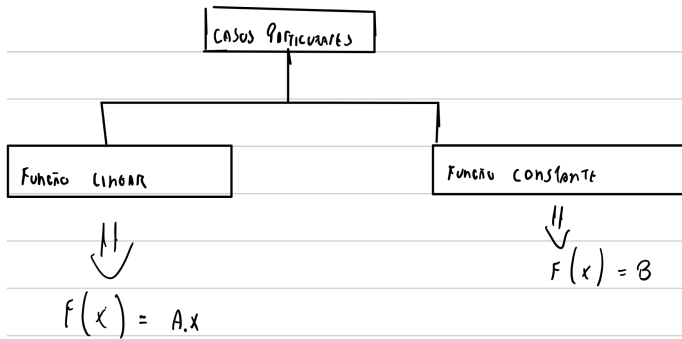 CASOS PARTICULARES
FUNÇÃO LINEAR
FUNÇÃO CONSTANTE
F(x) = B
F(x) = A.x